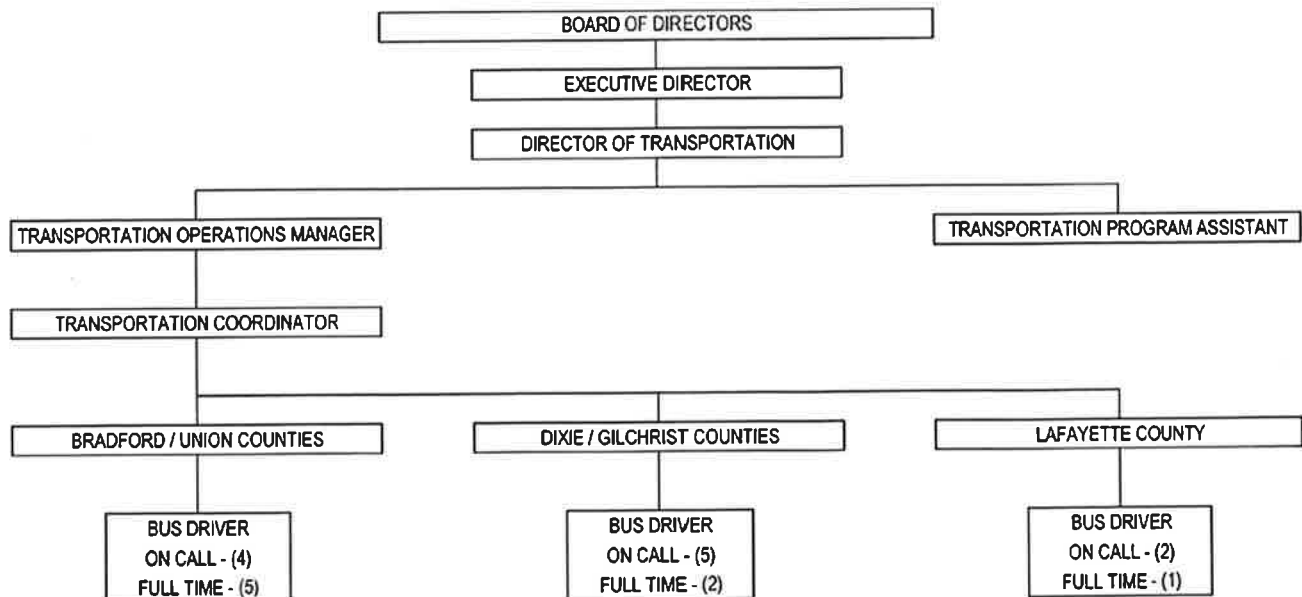 BOARD OF DIRECTORS
EXECUTIVE DIRECTOR
DIRECTOR OF TRANSPORTATION
TRANSPORTATION OPERATIONS MANAGER
TRANSPORTATION PROGRAM ASSISTANT
TRANSPORTATION COORDINATOR
BRADFORD / UNION COUNTIES
DIXIE / GILCHRIST COUNTIES
LAFAYETTE COUNTY
BUS DRIVER
ON CALL - (4)
FULL TIME - (5)
BUS DRIVER
ON CALL - (5)
FULL TIME - (2)
BUS DRIVER
ON CALL - (2)
FULL TIME - (1)